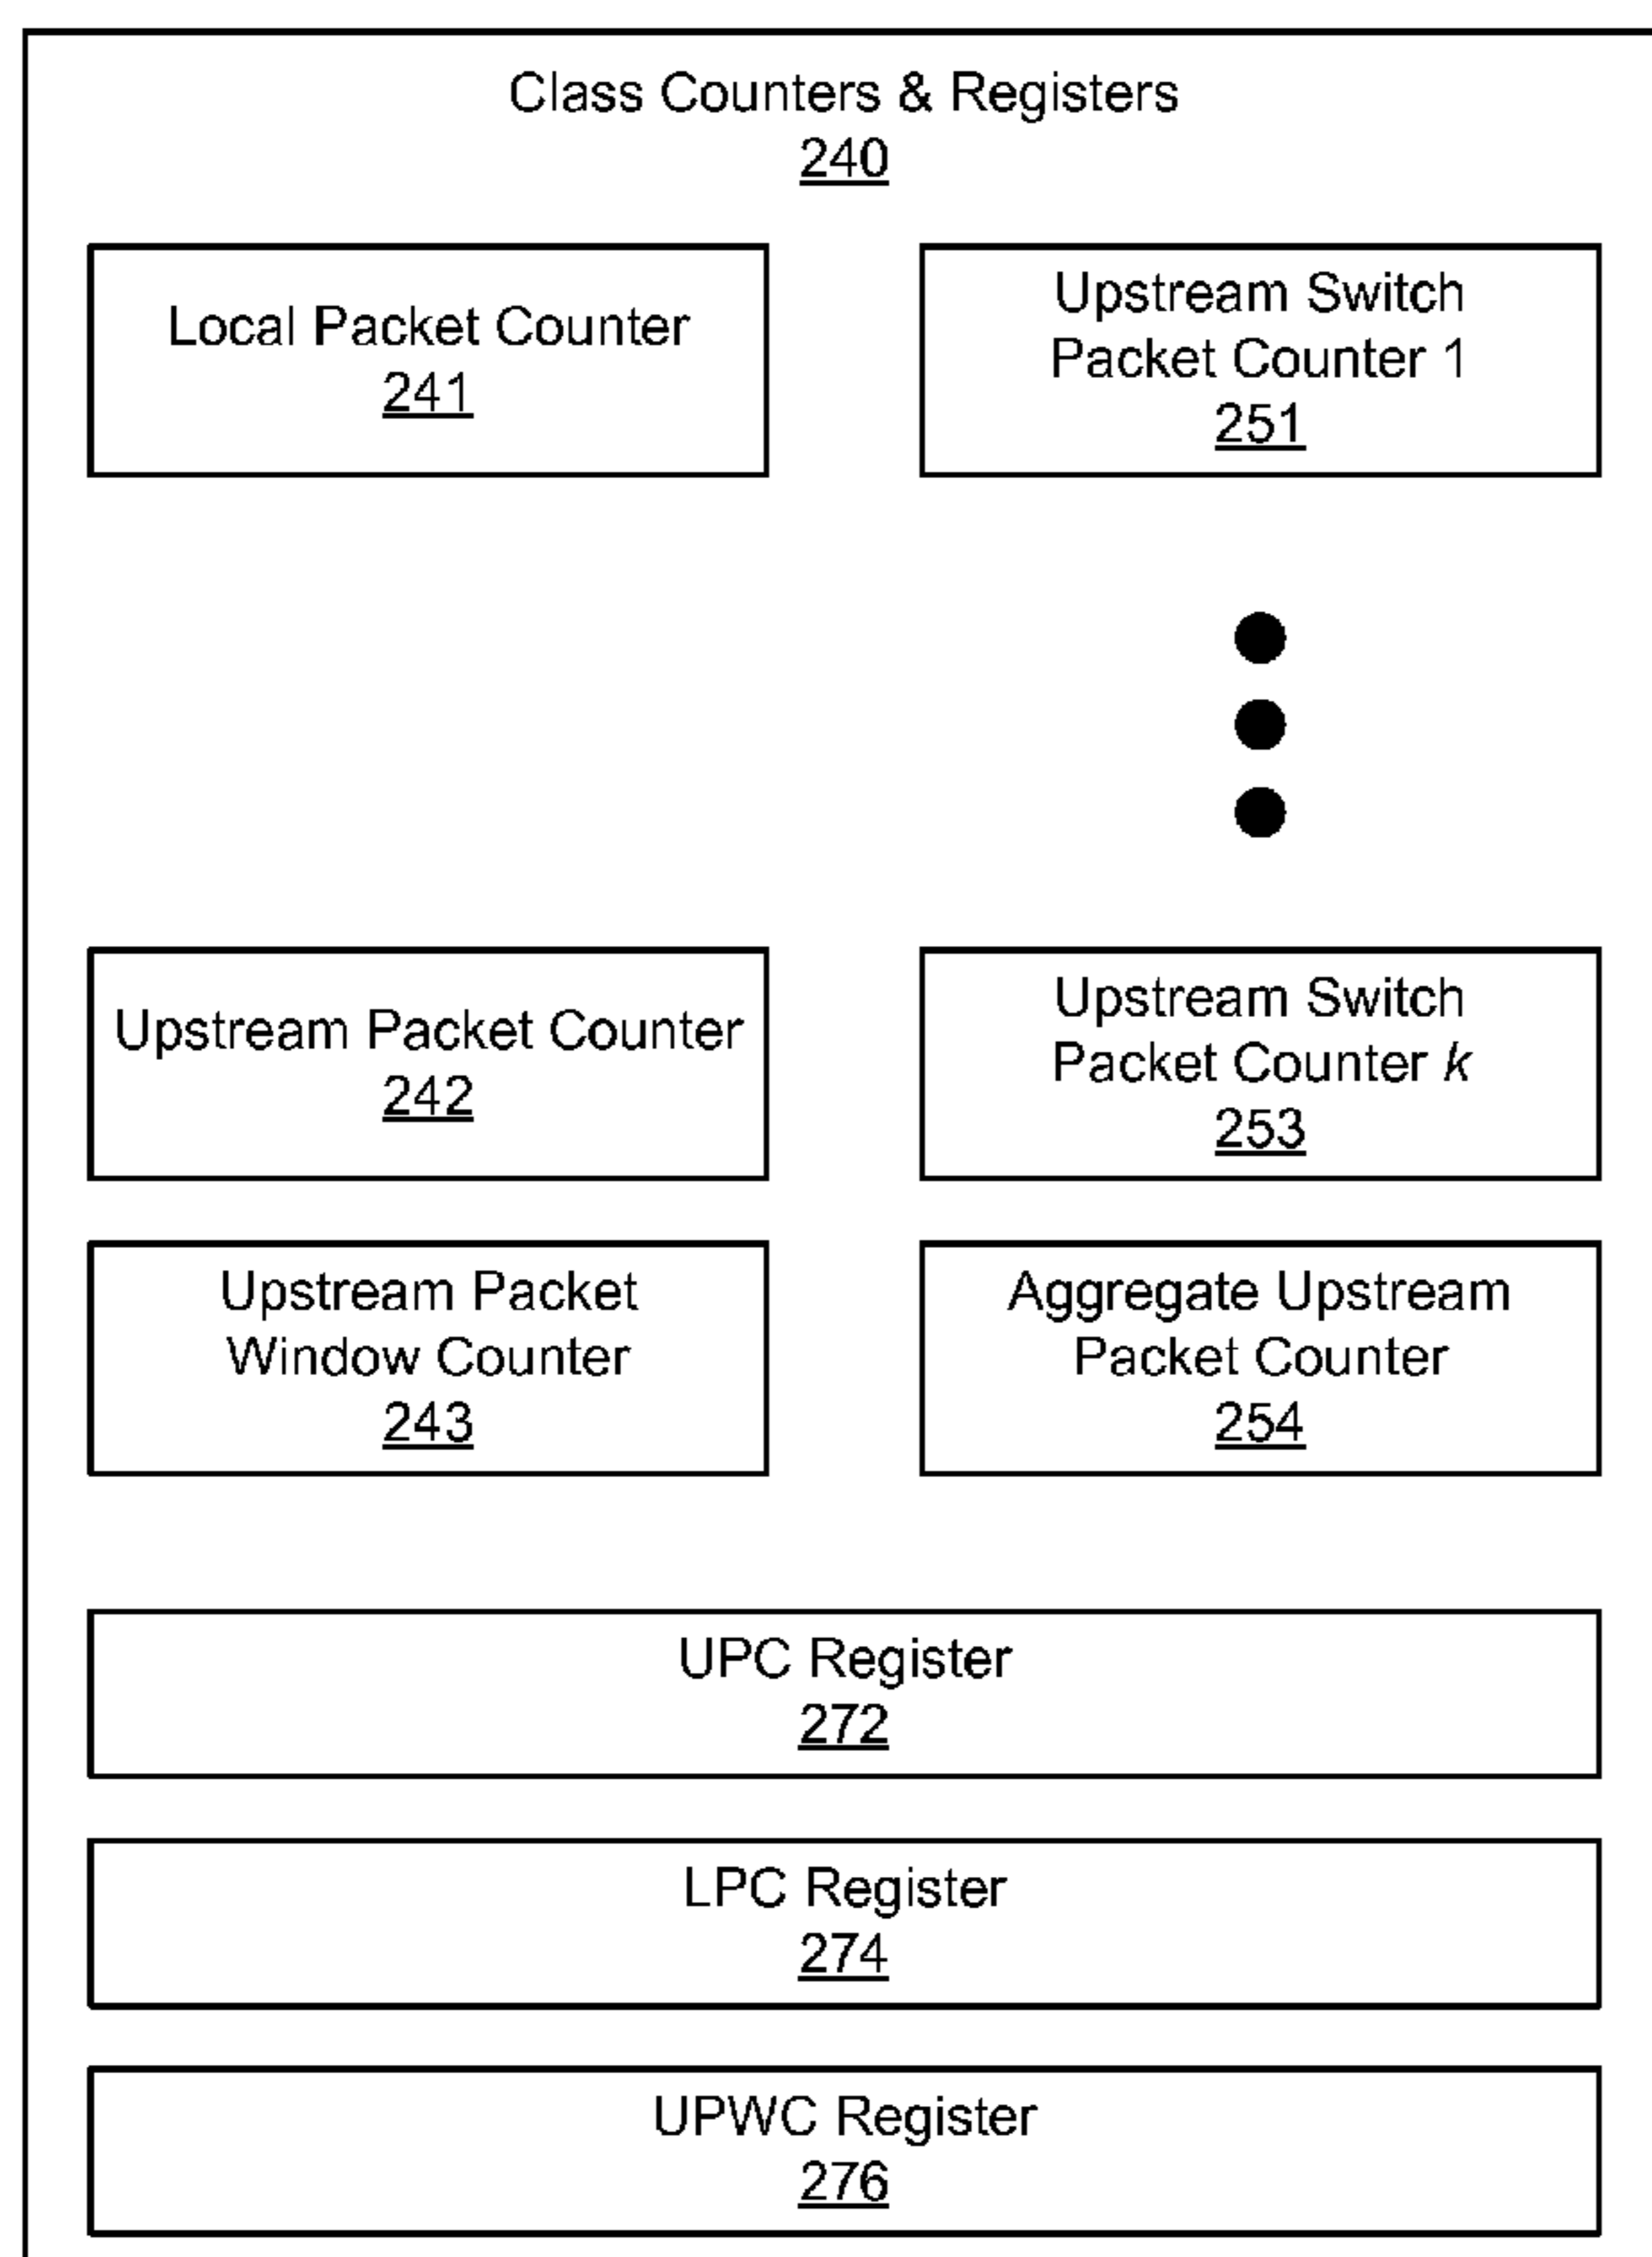 Class Counters & Registers
240
Local Packet Counter
241
Upstream Switch
Packet Counter 1
251
Upstream Packet Counter
242
Upstream Switch
Packet Counter k
253
Upstream Packet
Window Counter
243
Aggregate Upstream
Packet Counter
254
UPC Register
272
LPC Register
274
UPWC Register
276